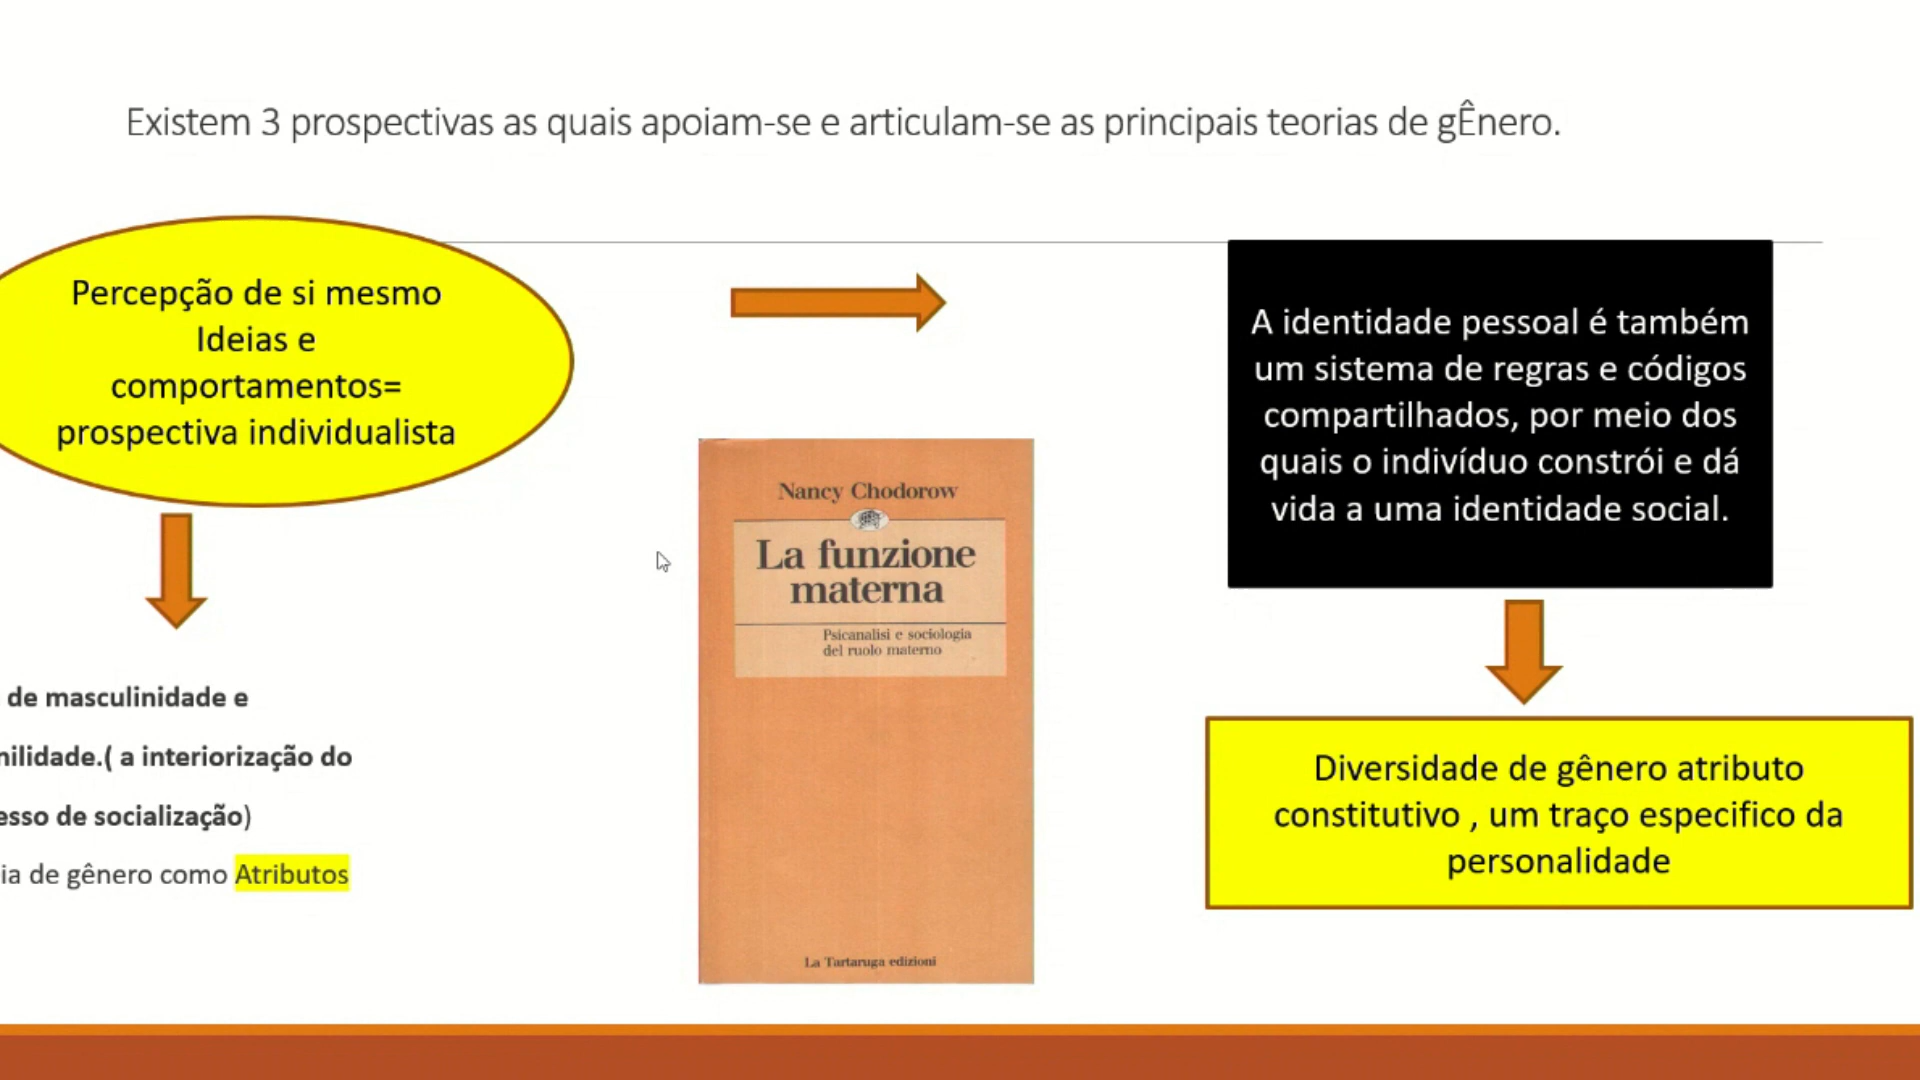 Existem 3 prospectivas as quais apoiam-se e articulam-se as principais teorias de gÊnero.
Percepção de si mesmo
Ideias e
comportamentos=
prospectiva individualista
de masculinidade e
nilidade.( a interiorização do
esso de socialização)
ia de gênero como Atributos
Nancy Chodorow
La funzione
materna
Psicanalisi e sociologia
del ruolo materno
La Tartaruga edizioni
A identidade pessoal é também
um sistema de regras e códigos
compartilhados, por meio dos
quais o indivíduo constrói e dá
vida a uma identidade social.
Diversidade de gênero atributo
constitutivo , um traço especifico da
personalidade